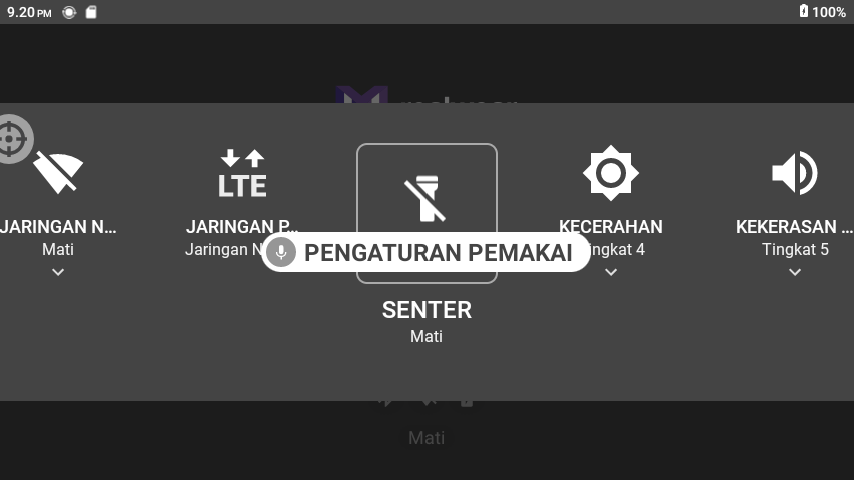 9.20 PM
100%
LTE
JARINGAN N...
Mati
JARINGAN P...
Jaringan N
KECERAHAN
ingkat 4
KEKERASAN ...
Tingkat 5
PENGATURAN PEMAKAI
SENTER
Mati
Mati